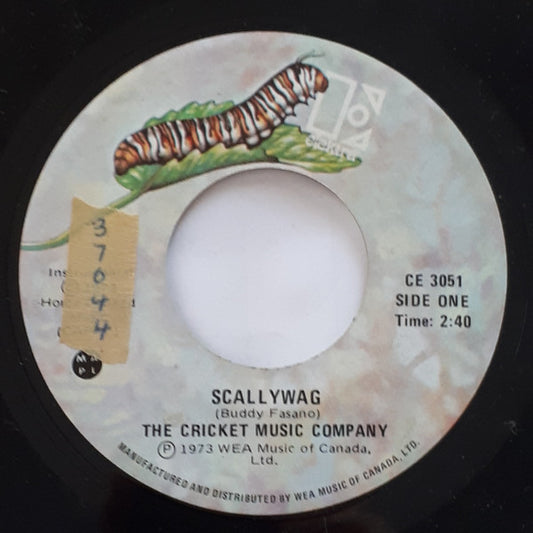 37644
CE 3051
SIDE ONE
Time: 2:40
SCALLYWAG
(Buddy Fasano)
THE CRICKET MUSIC COMPANY
Ⓟ 1973 WEA Music of Canada,
Ltd.
MANUFACTURED AND DISTRIBUTED BY WEA MUSIC OF CANADA, LTD.